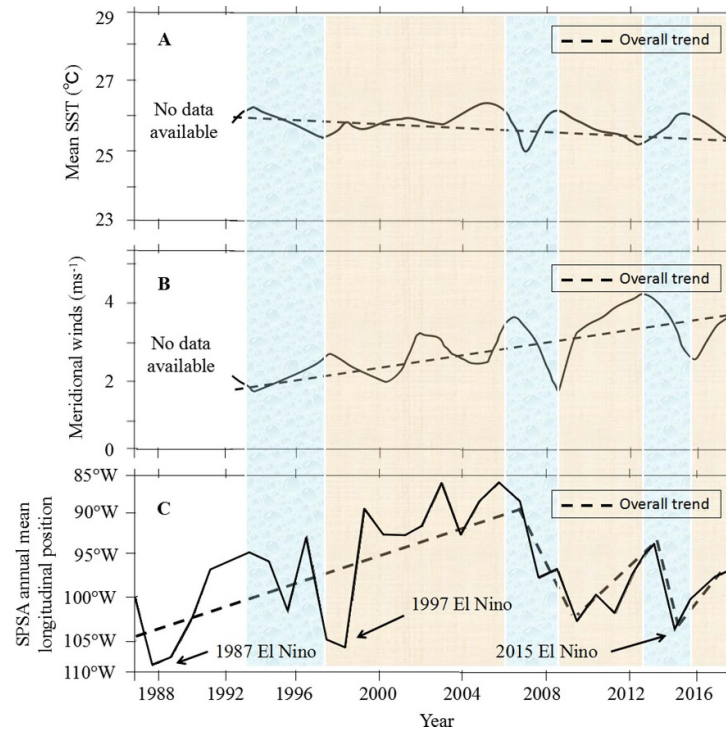 29
27
25
23
Mean SST (℃)
A
No data
available
Overall trend
4
2
0
Meridional winds (ms⁻¹)
B
No data
available
Overall trend
85°W
90°W
95°W
100°W
105°W
110°W
SPSA annual mean
longitudinal position
C
Overall trend
1987 El Nino
1997 El Nino
2015 El Nino
1988 1992 1996 2000 2004 2008 2012 2016
Year